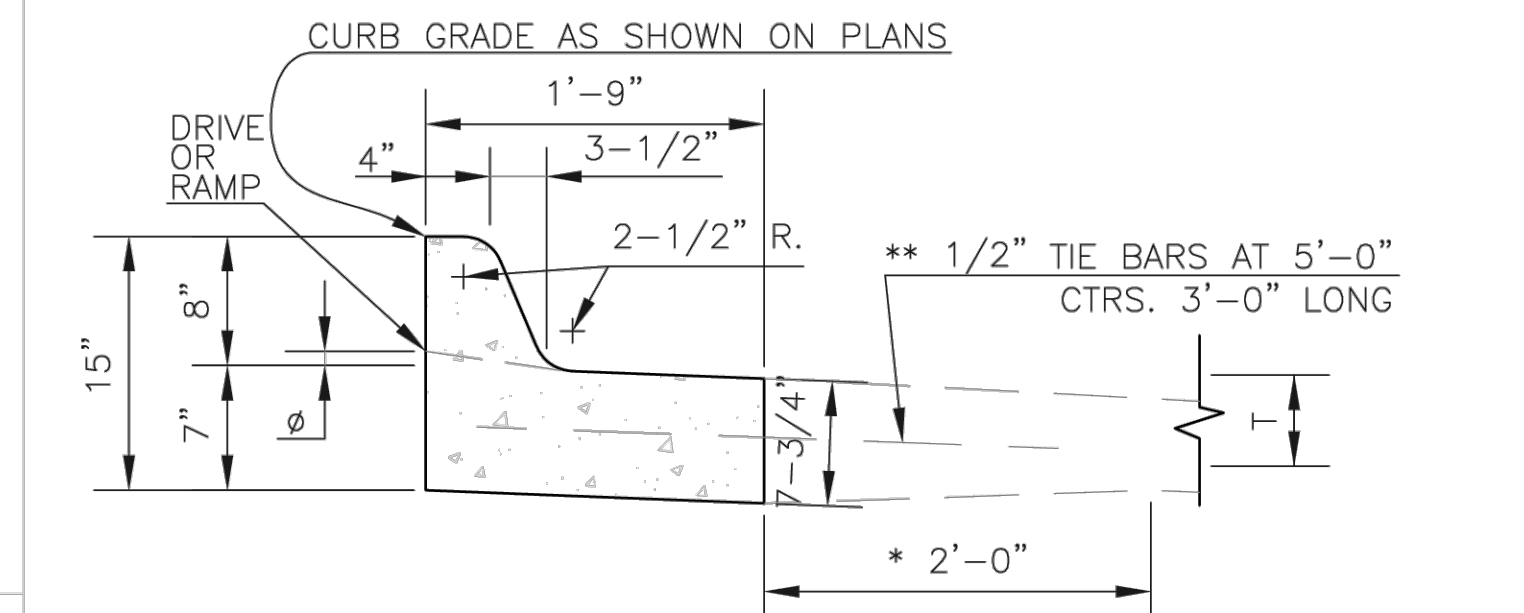 CURB GRADE AS SHOWN ON PLANS
1'-9"
DRIVE
OR
RAMP
4"
3-1/2"
2-1/2" R.
** 1/2" TIE BARS AT 5'-0"
CTRS. 3'-0" LONG
8"
15"
7"
Ø
7-3/4"
T
* 2'-0"